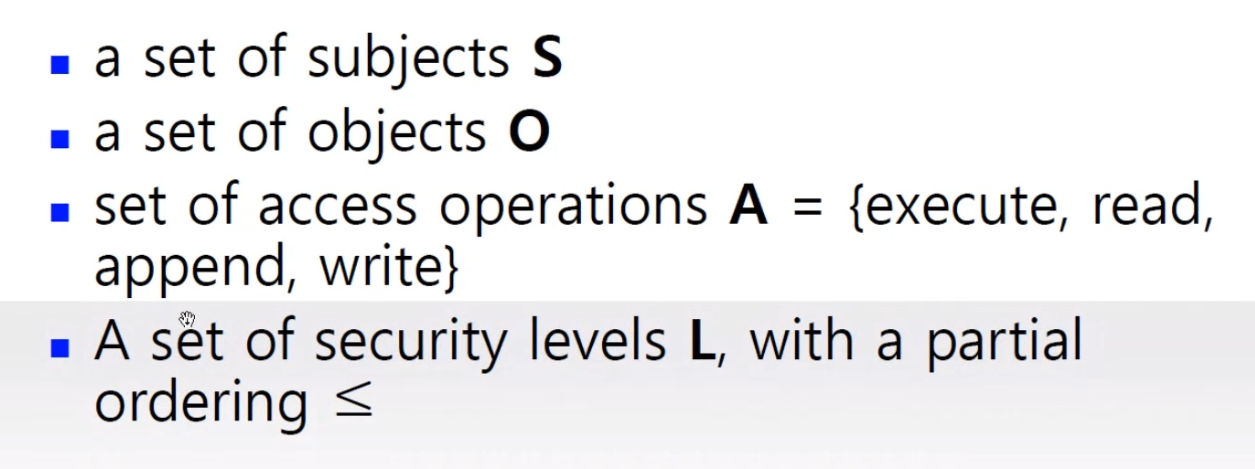 ▪ a set of subjects S
▪ a set of objects O
▪ set of access operations A = {execute, read,
append, write}
▪ A set of security levels L, with a partial
ordering ≤